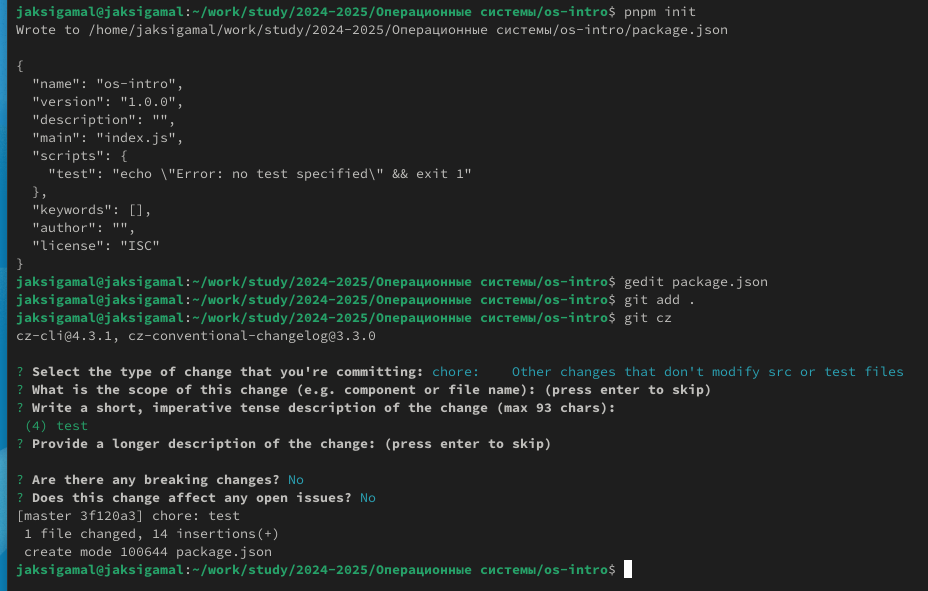 jaksigamal@jaksigamal:~/work/study/2024-2025/Операционные системы/os-intro$ pnpm init
Wrote to /home/jaksigamal/work/study/2024-2025/Операционные системы/os-intro/package.json

{
  "name": "os-intro",
  "version": "1.0.0",
  "description": "",
  "main": "index.js",
  "scripts": {
    "test": "echo \"Error: no test specified\" && exit 1"
  },
  "keywords": [],
  "author": "",
  "license": "ISC"
}
jaksigamal@jaksigamal:~/work/study/2024-2025/Операционные системы/os-intro$ gedit package.json
jaksigamal@jaksigamal:~/work/study/2024-2025/Операционные системы/os-intro$ git add .
jaksigamal@jaksigamal:~/work/study/2024-2025/Операционные системы/os-intro$ git cz
cz-cli@4.3.1, cz-conventional-changelog@3.3.0

? Select the type of change that you're committing: chore:    Other changes that don't modify src or test files
? What is the scope of this change (e.g. component or file name): (press enter to skip)
? Write a short, imperative tense description of the change (max 93 chars):
 (4) test
? Provide a longer description of the change: (press enter to skip)

? Are there any breaking changes? No
? Does this change affect any open issues? No
[master 3f120a3] chore: test
 1 file changed, 14 insertions(+)
 create mode 100644 package.json
jaksigamal@jaksigamal:~/work/study/2024-2025/Операционные системы/os-intro$